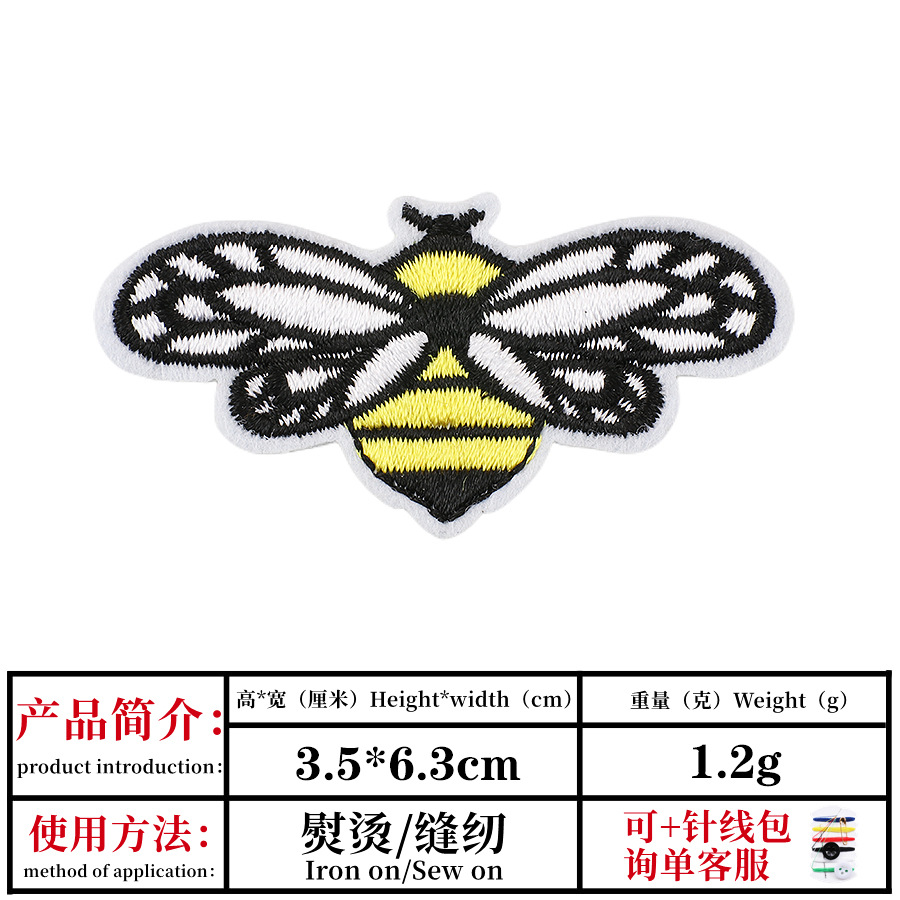 产品简介：
product introduction：
高*宽（厘米）Height*width（cm）
重量（克）Weight（g）
3.5*6.3cm
1.2g
使用方法：
method of application：
熨烫/缝纫
Iron on/Sew on
可+针线包
询单客服